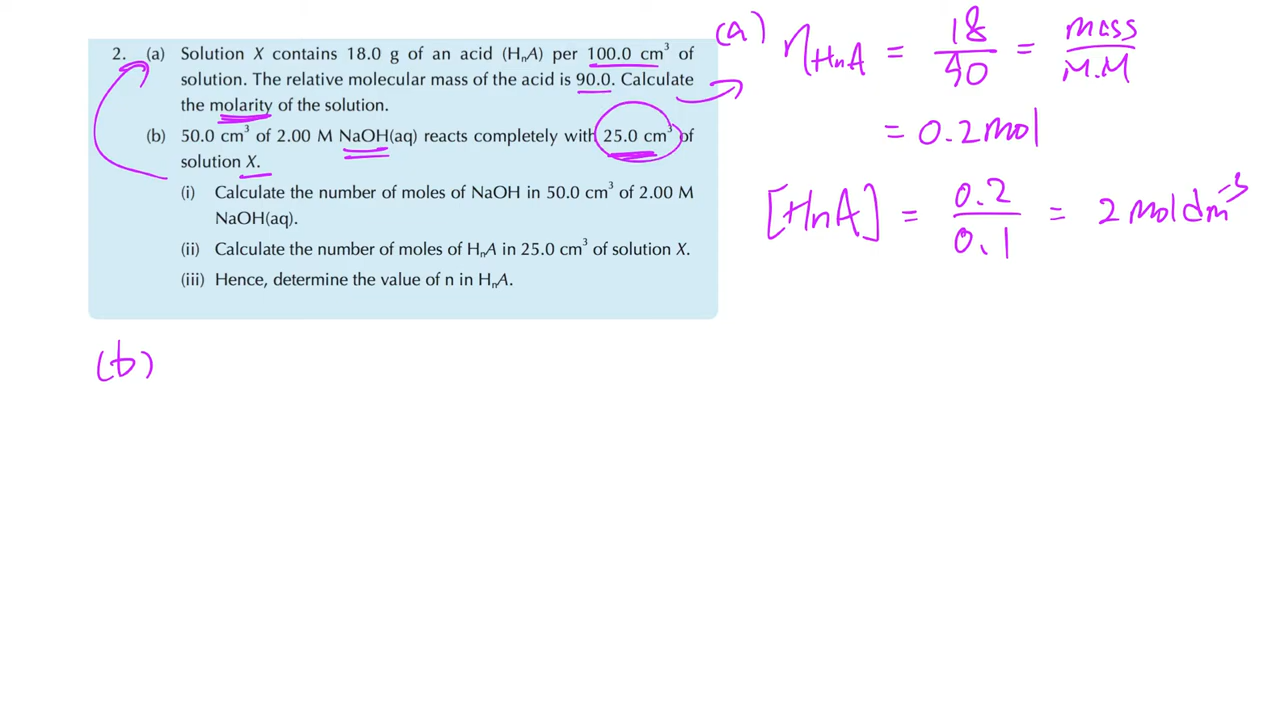 2. (a) Solution X contains 18.0 g of an acid (HₙA) per 100.0 cm³ of
solution. The relative molecular mass of the acid is 90.0. Calculate
the molarity of the solution.
(b) 50.0 cm³ of 2.00 M NaOH(aq) reacts completely with 25.0 cm³ of
solution X.
(i) Calculate the number of moles of NaOH in 50.0 cm³ of 2.00 M
NaOH(aq).
(ii) Calculate the number of moles of HₙA in 25.0 cm³ of solution X.
(iii) Hence, determine the value of n in HₙA.
(a) ηHnA = 18/90 = mass/M.M
= 0.2 mol
[HnA] = 0.2/0.1 = 2 mol dm⁻³
(b)